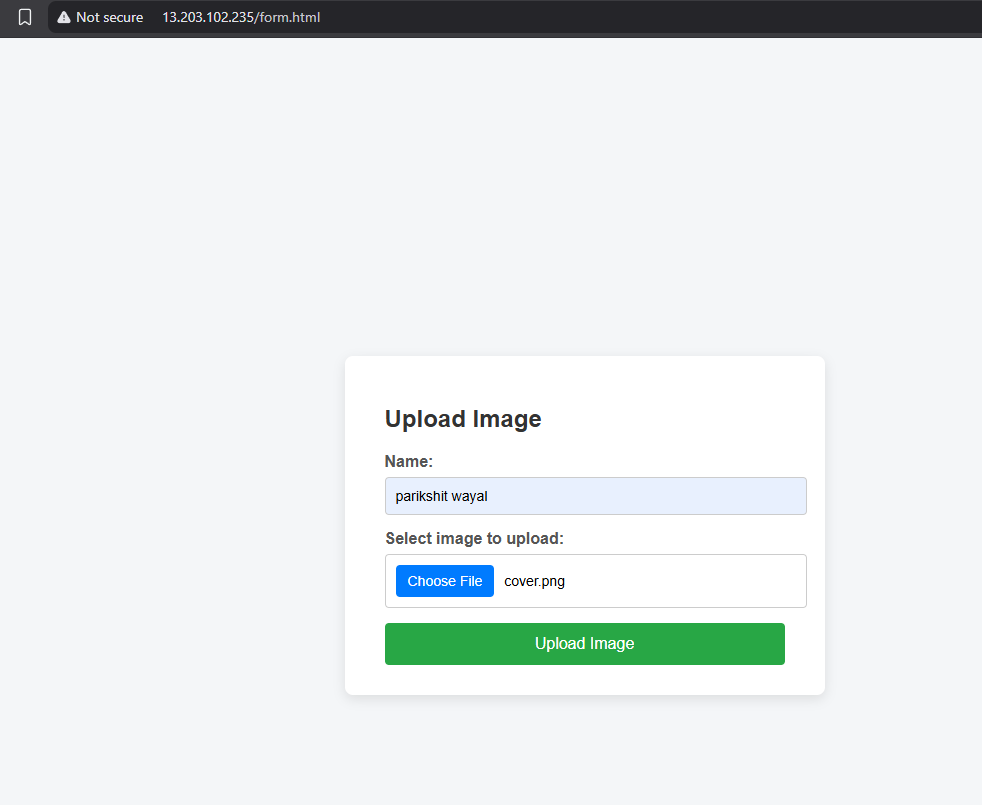 Not secure 13.203.102.235/form.html
Upload Image
Name:
parikshit wayal
Select image to upload:
Choose File cover.png
Upload Image